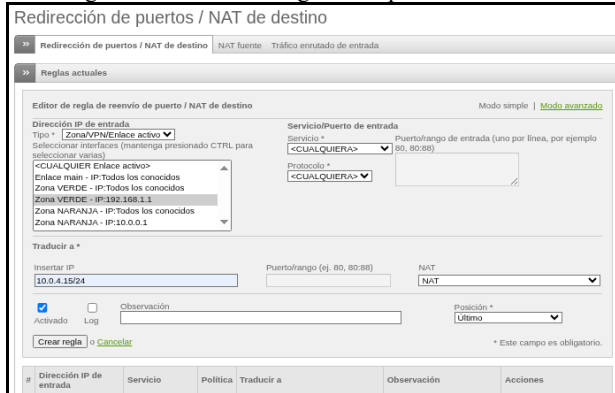 Redirección de puertos / NAT de destino
» Redirección de puertos / NAT de destino NAT fuente Tráfico enrutado de entrada
» Reglas actuales
Editor de regla de reenvío de puerto / NAT de destino Modo simple | Modo avanzado
Dirección IP de entrada Servicio/Puerto de entrada
Tipo * Zona/VPN/Enlace activo Servicio * Puerto/rango de entrada (uno por línea, por ejemplo
Seleccionar interfaces (mantenga presionado CTRL para <CUALQUIERA> 80, 80:88)
seleccionar varias) Protocolo *
<CUALQUIER Enlace activo> <CUALQUIERA>
Enlace main - IP:Todos los conocidos
Zona VERDE - IP:Todos los conocidos
Zona VERDE - IP:192.168.1.1
Zona NARANJA - IP:Todos los conocidos
Zona NARANJA - IP:10.0.0.1
Traducir a *
Insertar IP Puerto/rango (ej. 80, 80:88) NAT
10.0.4.15/24 NAT
Observación Posición *
Activado Log Último
Crear regla o Cancelar * Este campo es obligatorio.
# Dirección IP de entrada Servicio Política Traducir a Observación Acciones